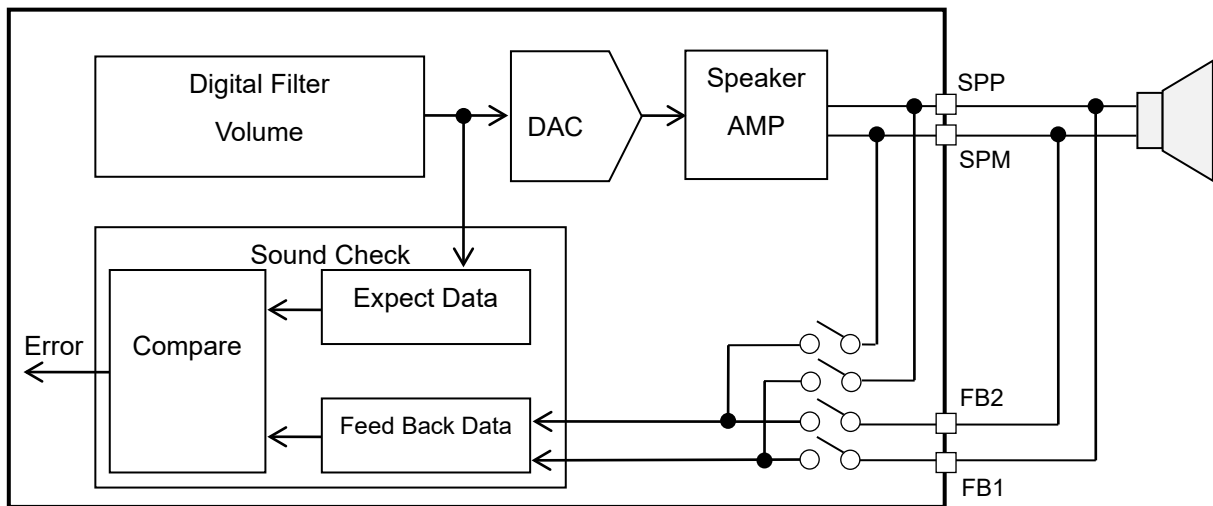 Digital Filter
Volume
DAC
Speaker
AMP
SPP
SPM
Sound Check
Expect Data
Compare
Error
Feed Back Data
FB2
FB1